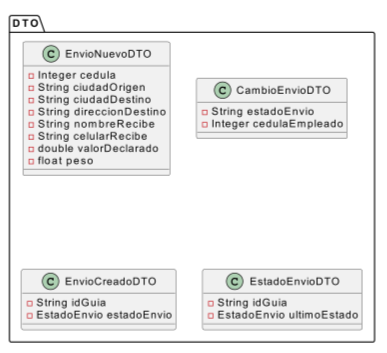 DTO
C EnvioNuevoDTO
Integer cedula
String ciudadOrigen
String ciudadDestino
String direccionDestino
String nombreRecibe
String celularRecibe
double valorDeclarado
float peso
C CambioEnvioDTO
String estadoEnvio
Integer cedulaEmpleado
C EnvioCreadoDTO
String idGuia
EstadoEnvio estadoEnvio
C EstadoEnvioDTO
String idGuia
EstadoEnvio ultimoEstado